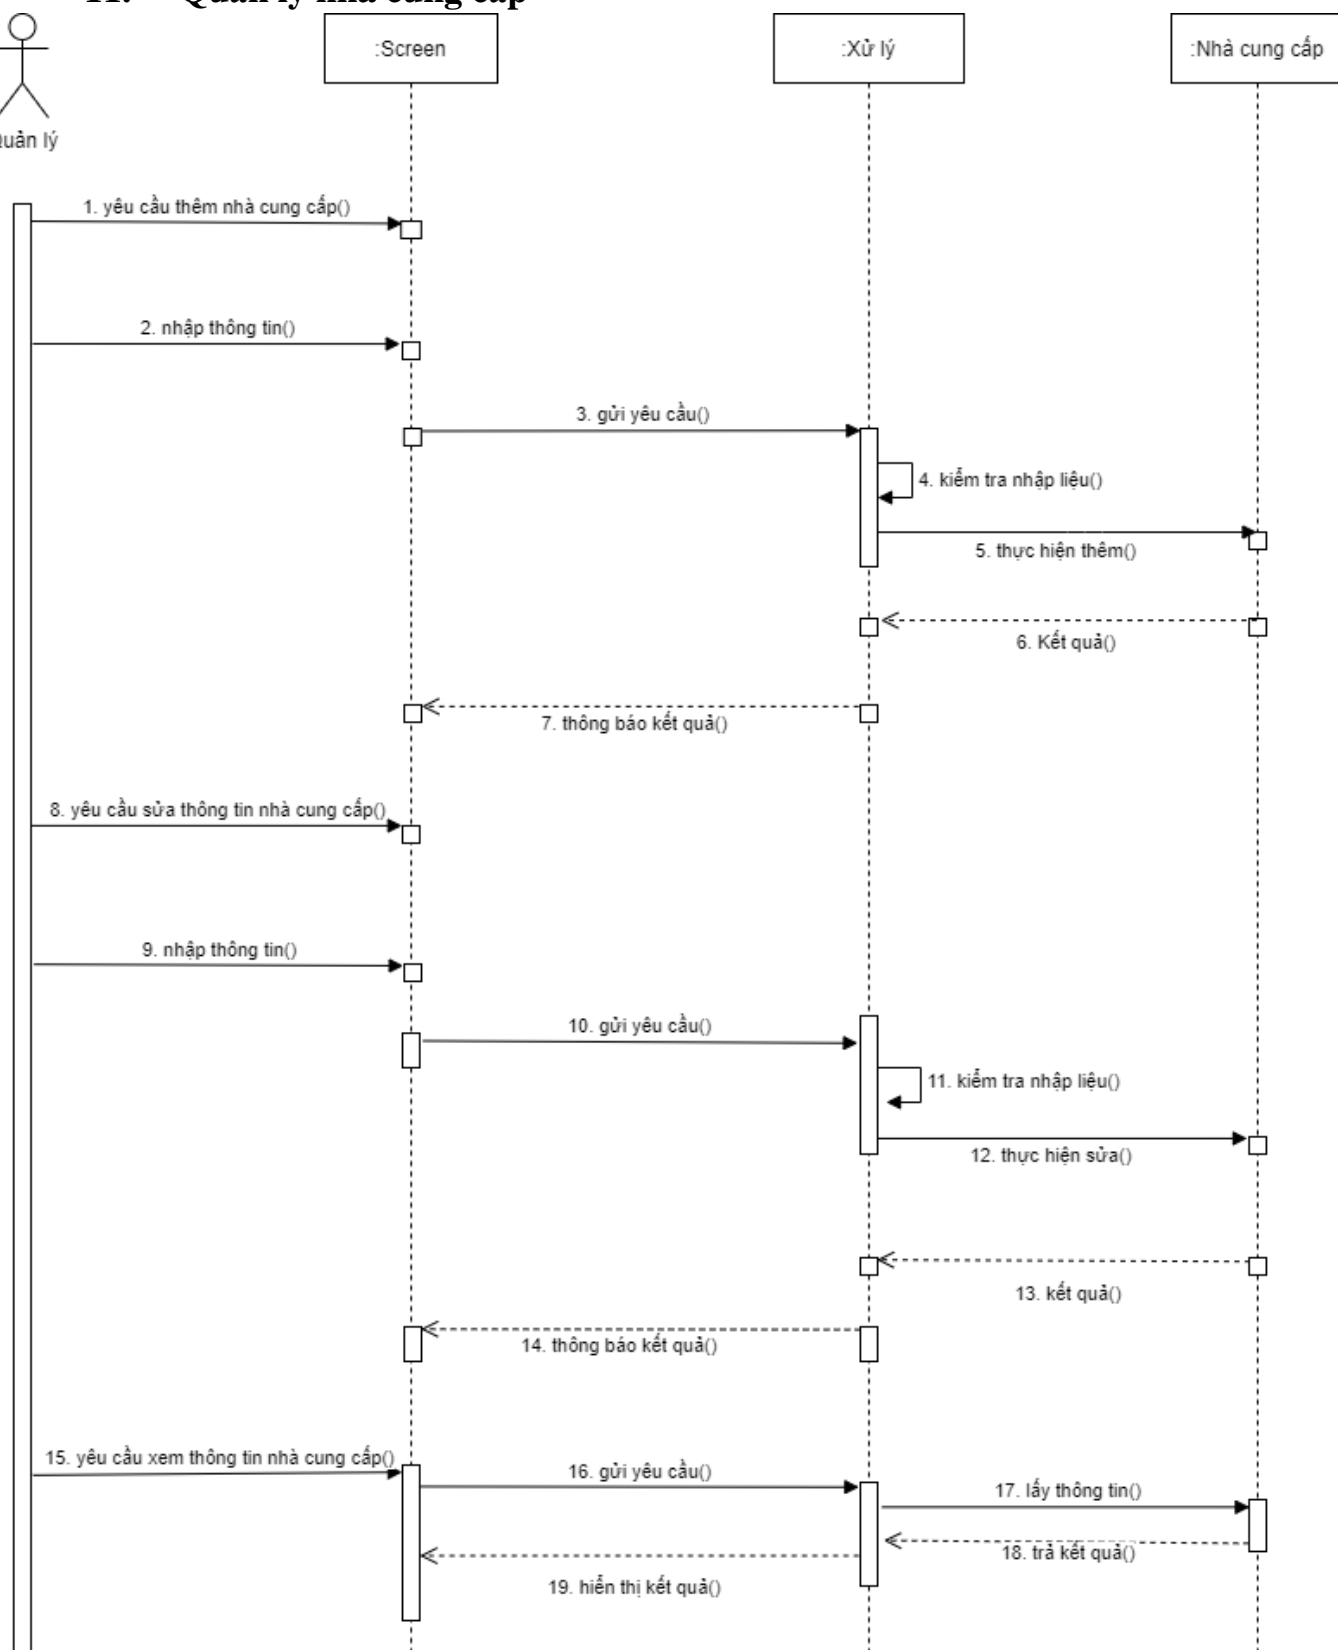 11. Quản lý nhà cung cấp
:Screen
:Xử lý
:Nhà cung cấp
Quản lý
1. yêu cầu thêm nhà cung cấp()
2. nhập thông tin()
3. gửi yêu cầu()
4. kiểm tra nhập liệu()
5. thực hiện thêm()
6. Kết quả()
7. thông báo kết quả()
8. yêu cầu sửa thông tin nhà cung cấp()
9. nhập thông tin()
10. gửi yêu cầu()
11. kiểm tra nhập liệu()
12. thực hiện sửa()
13. kết quả()
14. thông báo kết quả()
15. yêu cầu xem thông tin nhà cung cấp()
16. gửi yêu cầu()
17. lấy thông tin()
18. trả kết quả()
19. hiển thị kết quả()